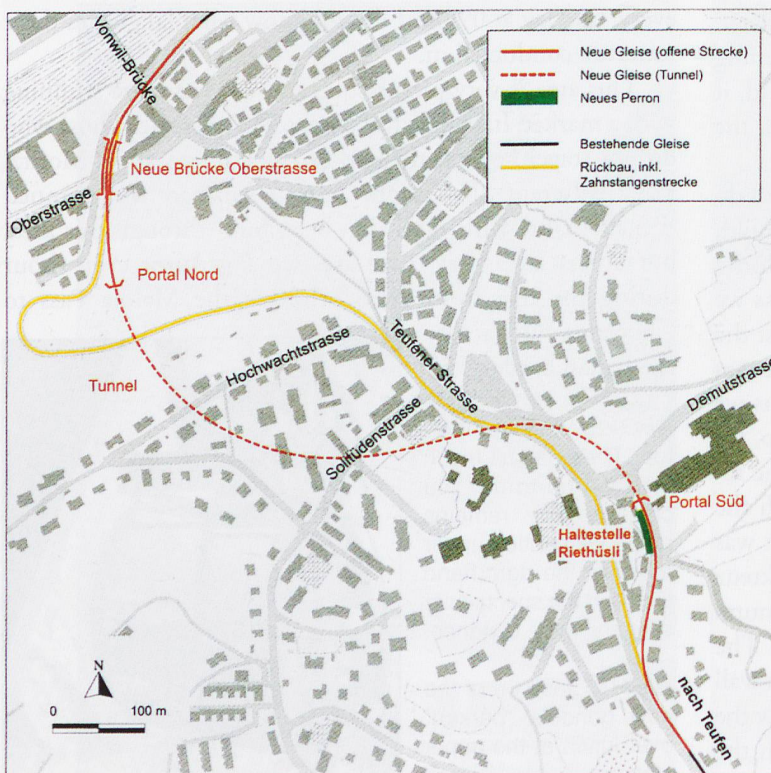 Vonwil-Brücke
Neue Gleise (offene Strecke)
Neue Gleise (Tunnel)
Neues Perron
Bestehende Gleise
Rückbau, inkl.
Zahnstangenstrecke
Neue Brücke Oberstrasse
Oberstrasse
Portal Nord
Teufener Strasse
Hochwachtstrasse
Tunnel
Demutstrasse
Solitüdenstrasse
Portal Süd
Haltestelle
Riethüsli
nach Teufen
N
0 100 m